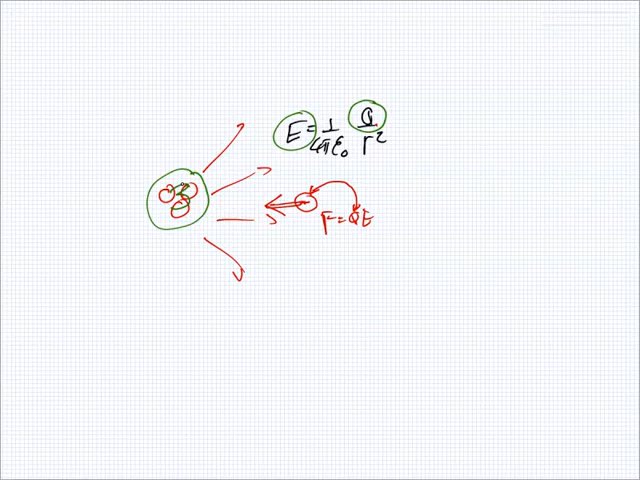 E = 1/4πε₀ Q/r²
F = QE